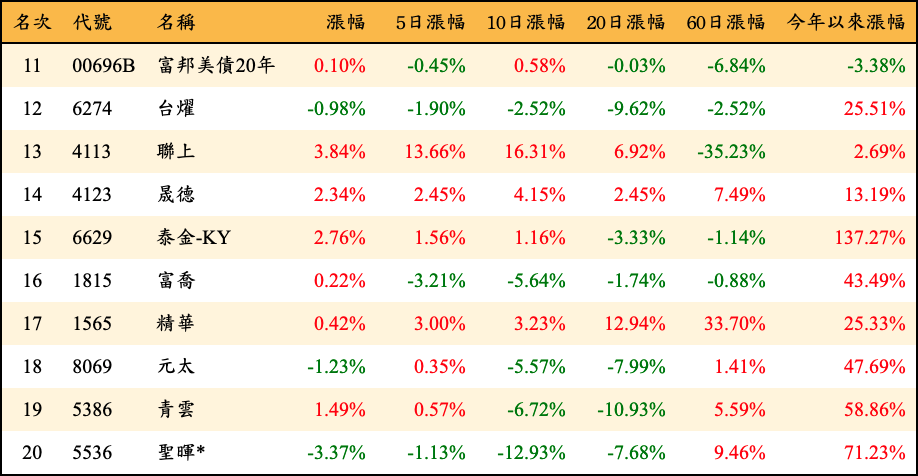 名次 代號 名稱 漲幅 5日漲幅 10日漲幅 20日漲幅 60日漲幅 今年以來漲幅
11 00696B 富邦美債20年 0.10% -0.45% 0.58% -0.03% -6.84% -3.38%
12 6274 台燿 -0.98% -1.90% -2.52% -9.62% -2.52% 25.51%
13 4113 聯上 3.84% 13.66% 16.31% 6.92% -35.23% 2.69%
14 4123 晟德 2.34% 2.45% 4.15% 2.45% 7.49% 13.19%
15 6629 泰金-KY 2.76% 1.56% 1.16% -3.33% -1.14% 137.27%
16 1815 富喬 0.22% -3.21% -5.64% -1.74% -0.88% 43.49%
17 1565 精華 0.42% 3.00% 3.23% 12.94% 33.70% 25.33%
18 8069 元太 -1.23% 0.35% -5.57% -7.99% 1.41% 47.69%
19 5386 青雲 1.49% 0.57% -6.72% -10.93% 5.59% 58.86%
20 5536 聖暉* -3.37% -1.13% -12.93% -7.68% 9.46% 71.23%